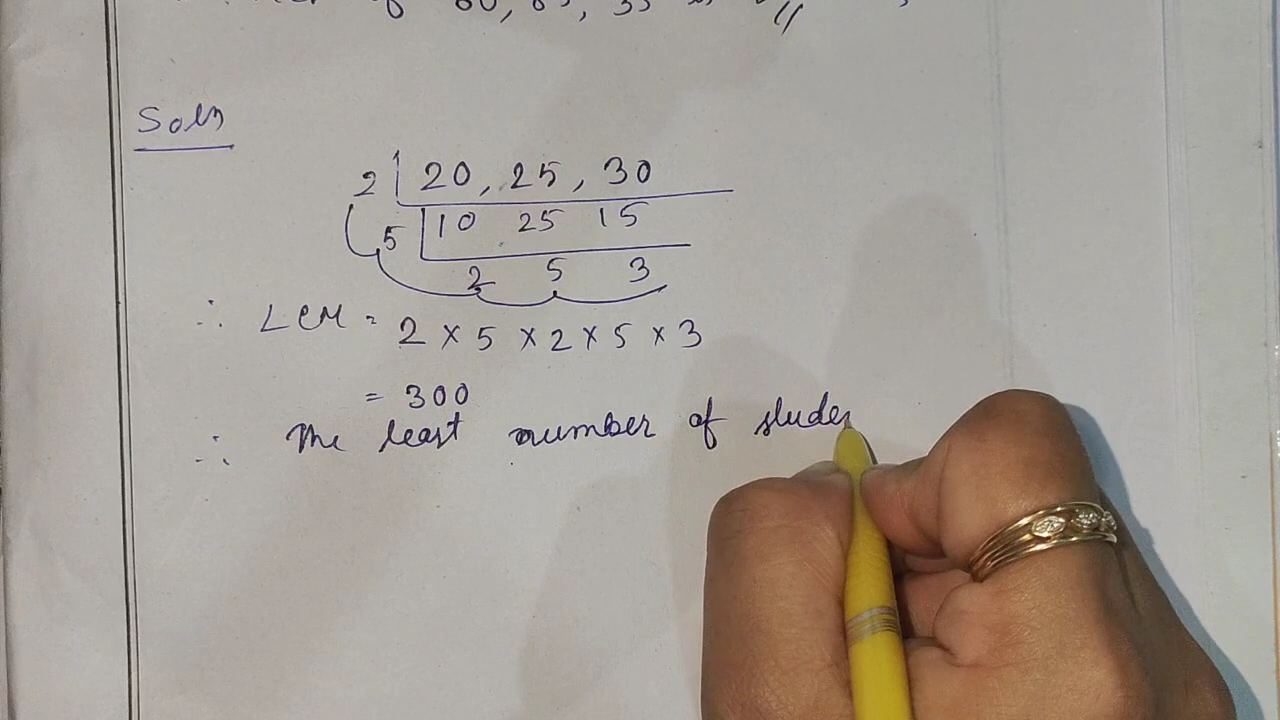 of
Soln
2 | 20, 25, 30
5 | 10 25 15
2 5 3
∴ LCM = 2 × 5 × 2 × 5 × 3
= 300
∴ The least number of studen